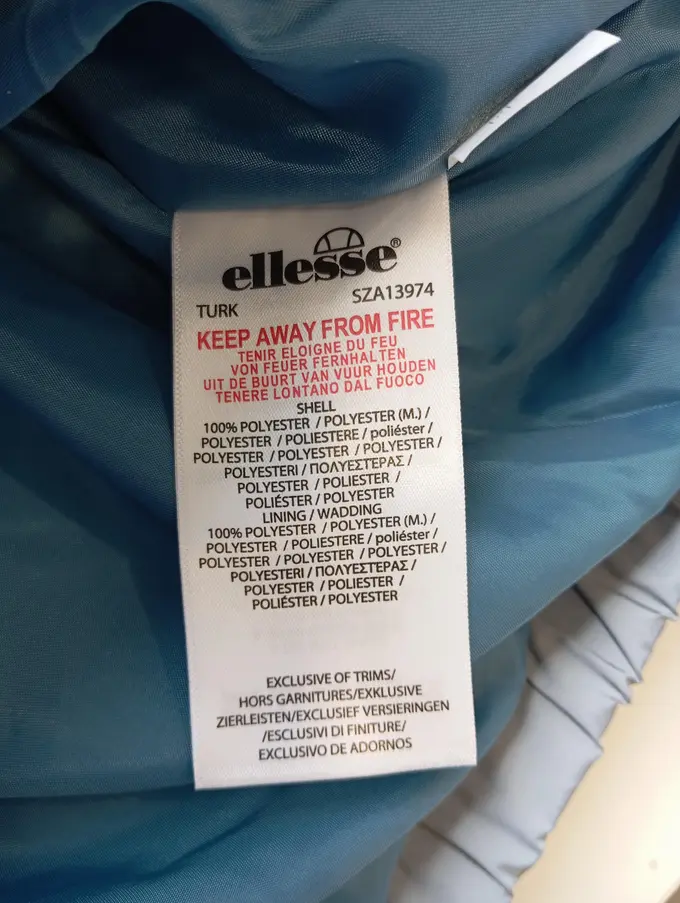 ellesse®
TURK SZA13974
KEEP AWAY FROM FIRE
TENIR ELOIGNE DU FEU
VON FEUER FERNHALTEN
UIT DE BUURT VAN VUUR HOUDEN
TENERE LONTANO DAL FUOCO
SHELL
100% POLYESTER / POLYESTER (M.) /
POLYESTER / POLIESTERE / poliéster /
POLYESTER / POLYESTER / POLYESTER /
POLYESTERI / ΠΟΛΥΕΣΤΕΡΑΣ /
POLYESTER / POLIESTER /
POLIÉSTER / POLYESTER
LINING / WADDING
100% POLYESTER / POLYESTER (M.) /
POLYESTER / POLIESTERE / poliéster /
POLYESTER / POLYESTER / POLYESTER /
POLYESTERI / ΠΟΛΥΕΣΤΕΡΑΣ /
POLYESTER / POLIESTER /
POLIÉSTER / POLYESTER
EXCLUSIVE OF TRIMS/
HORS GARNITURES/EXKLUSIVE
ZIERLEISTEN/EXCLUSIEF VERSIERINGEN
/ESCLUSIVI DI FINITURE/
EXCLUSIVO DE ADORNOS